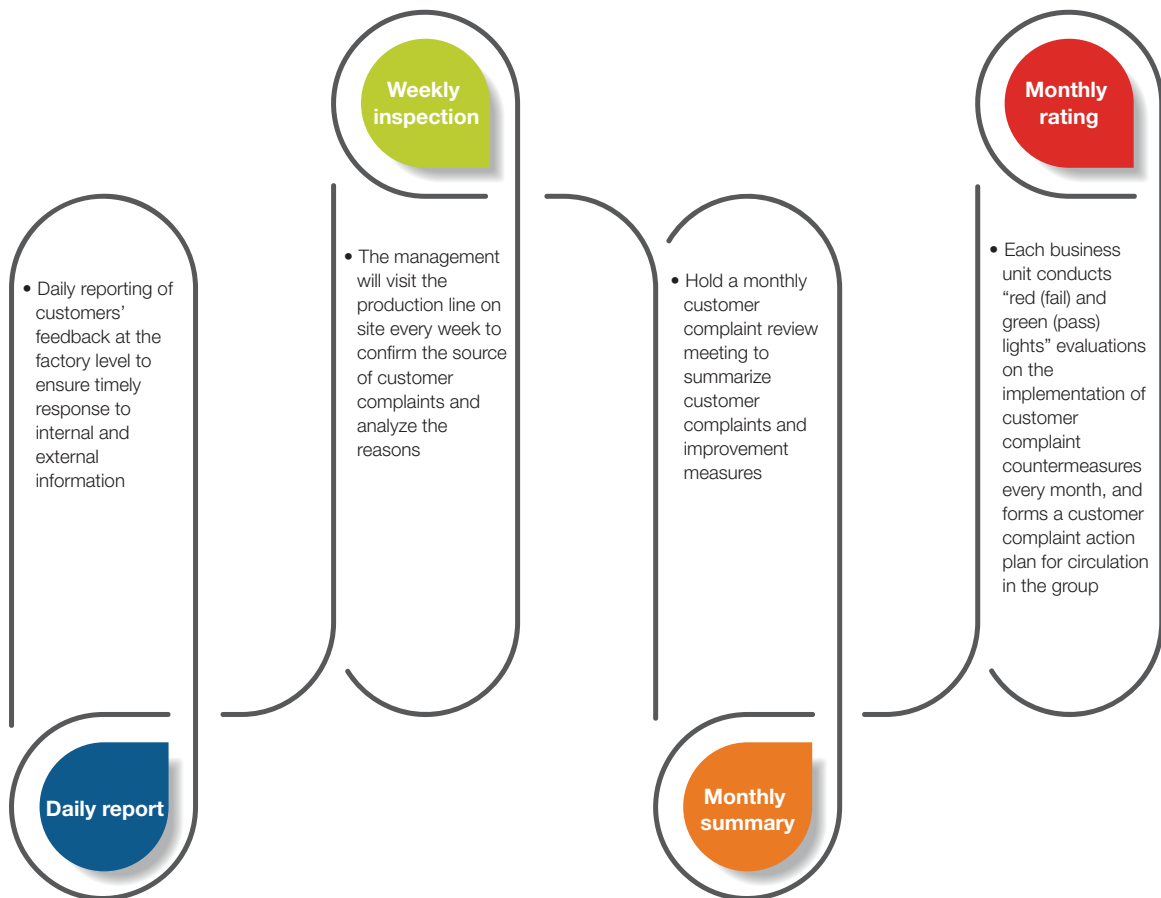 • Daily reporting of
customers’
feedback at the
factory level to
ensure timely
response to
internal and
external
information
Daily report
Weekly
inspection
• The management
will visit the
production line on
site every week to
confirm the source
of customer
complaints and
analyze the
reasons
• Hold a monthly
customer
complaint review
meeting to
summarize
customer
complaints and
improvement
measures
Monthly
summary
Monthly
rating
• Each business
unit conducts
“red (fail) and
green (pass)
lights” evaluations
on the
implementation of
customer
complaint
countermeasures
every month, and
forms a customer
complaint action
plan for circulation
in the group